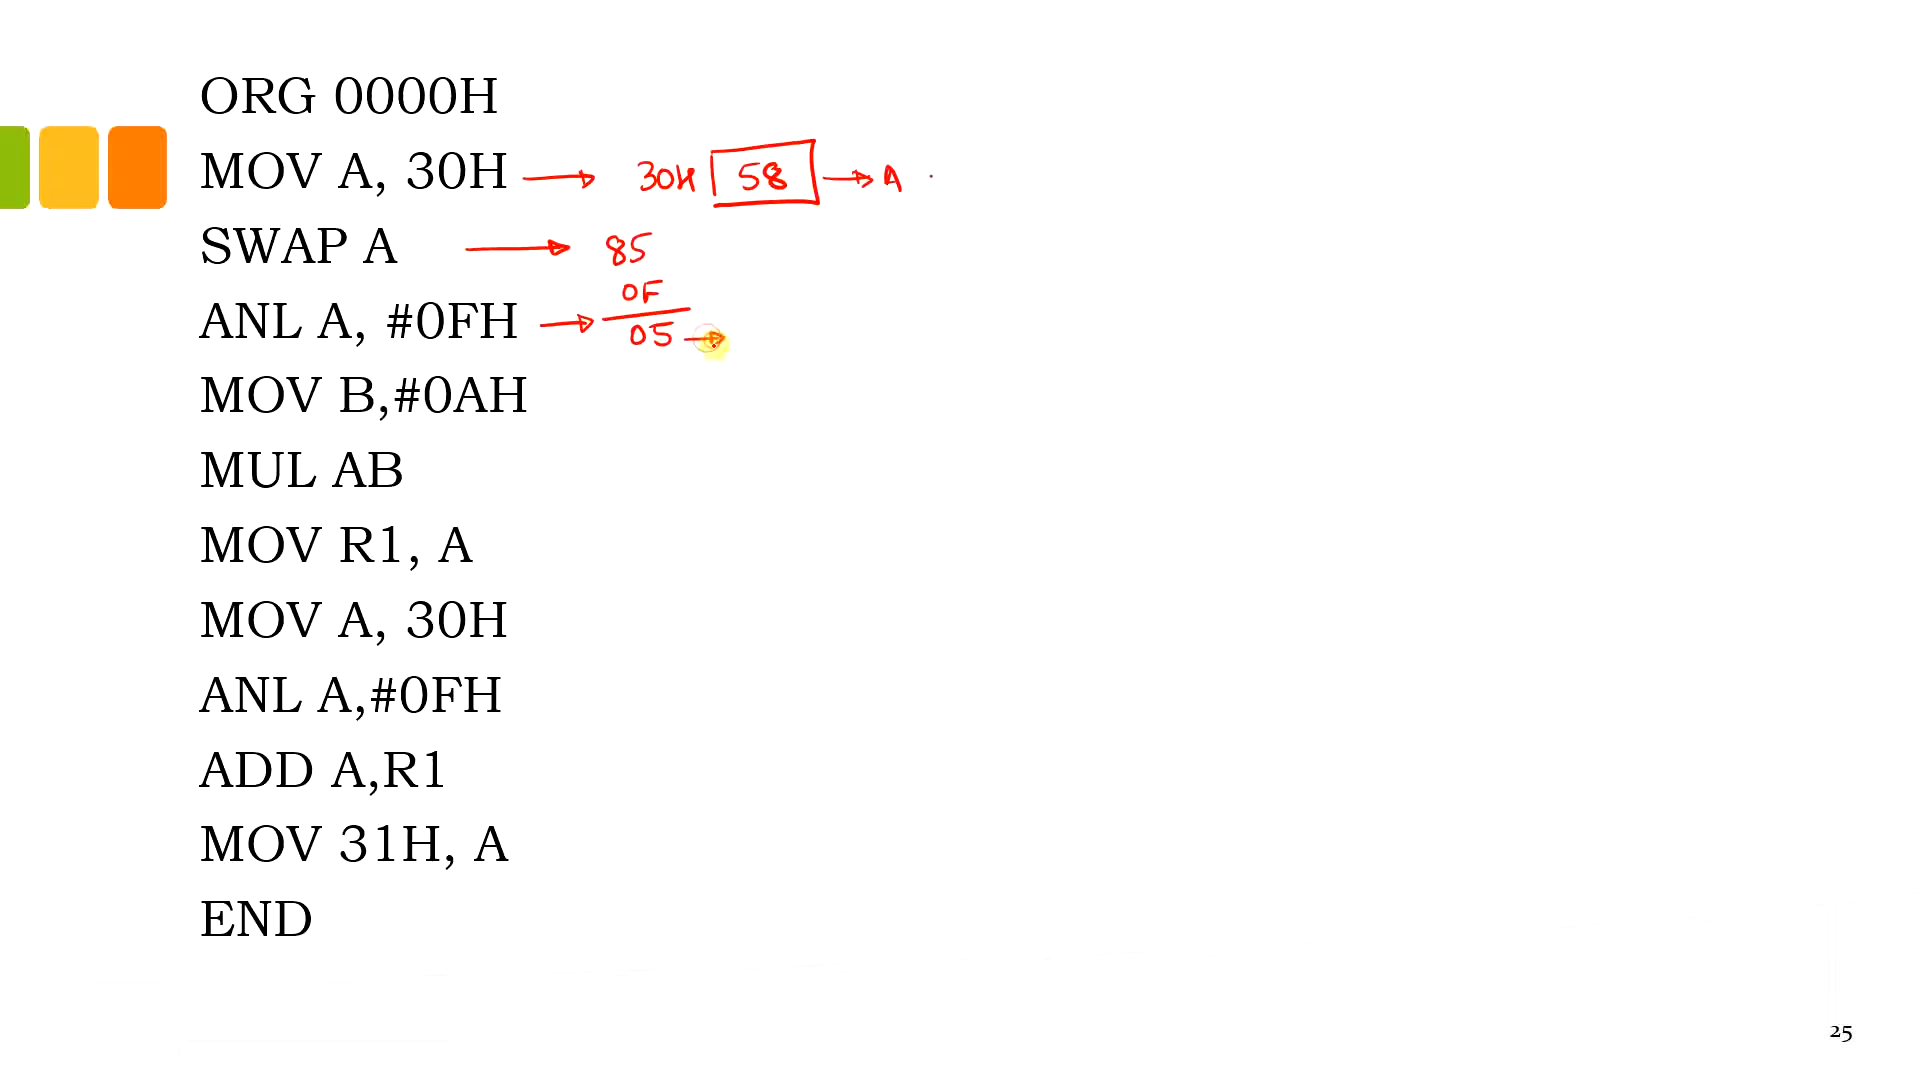 ORG 0000H
MOV A, 30H → 30H 58 → A
SWAP A → 85
0F
ANL A, #0FH → 05 →
MOV B,#0AH
MUL AB
MOV R1, A
MOV A, 30H
ANL A,#0FH
ADD A,R1
MOV 31H, A
END
25